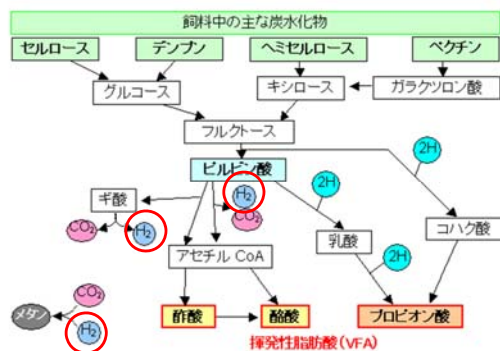 飼料中の主な炭水化物
セルロース
デンプン
ヘミセルロース
ペクチン
グルコース
キシロース
ガラクツロン酸
フルクトース
ピルビン酸
2H
H₂
2H
ギ酸
CO₂
CO₂
H₂
アセチル CoA
乳酸
コハク酸
2H
CO₂
メタン
H₂
酢酸
酪酸
プロピオン酸
揮発性脂肪酸(VFA)